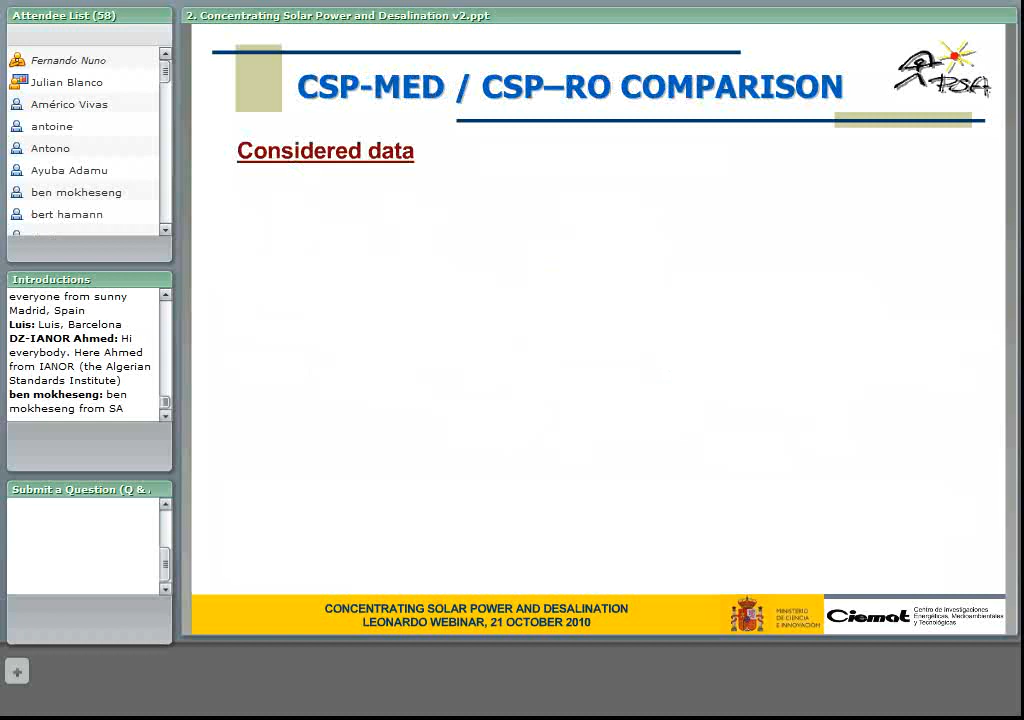 Attendee List (58)
Fernando Nuno
Julian Blanco
Américo Vivas
antoine
Antono
Ayuba Adamu
ben mokheseng
bert hamann
Introductions
everyone from sunny
Madrid, Spain
Luis: Luis, Barcelona
DZ-IANOR Ahmed: Hi
everybody. Here Ahmed
from IANOR (the Algerian
Standards Institute)
ben mokheseng: ben
mokheseng from SA
Submit a Question (Q & .
2. Concentrating Solar Power and Desalination v2.ppt
CSP-MED / CSP–RO COMPARISON
PSA
Considered data
CONCENTRATING SOLAR POWER AND DESALINATION
LEONARDO WEBINAR, 21 OCTOBER 2010
MINISTERIO
DE CIENCIA
E INNOVACIÓN
Ciemat
Centro de Investigaciones
Energéticas, Medioambientales
y Tecnológicas